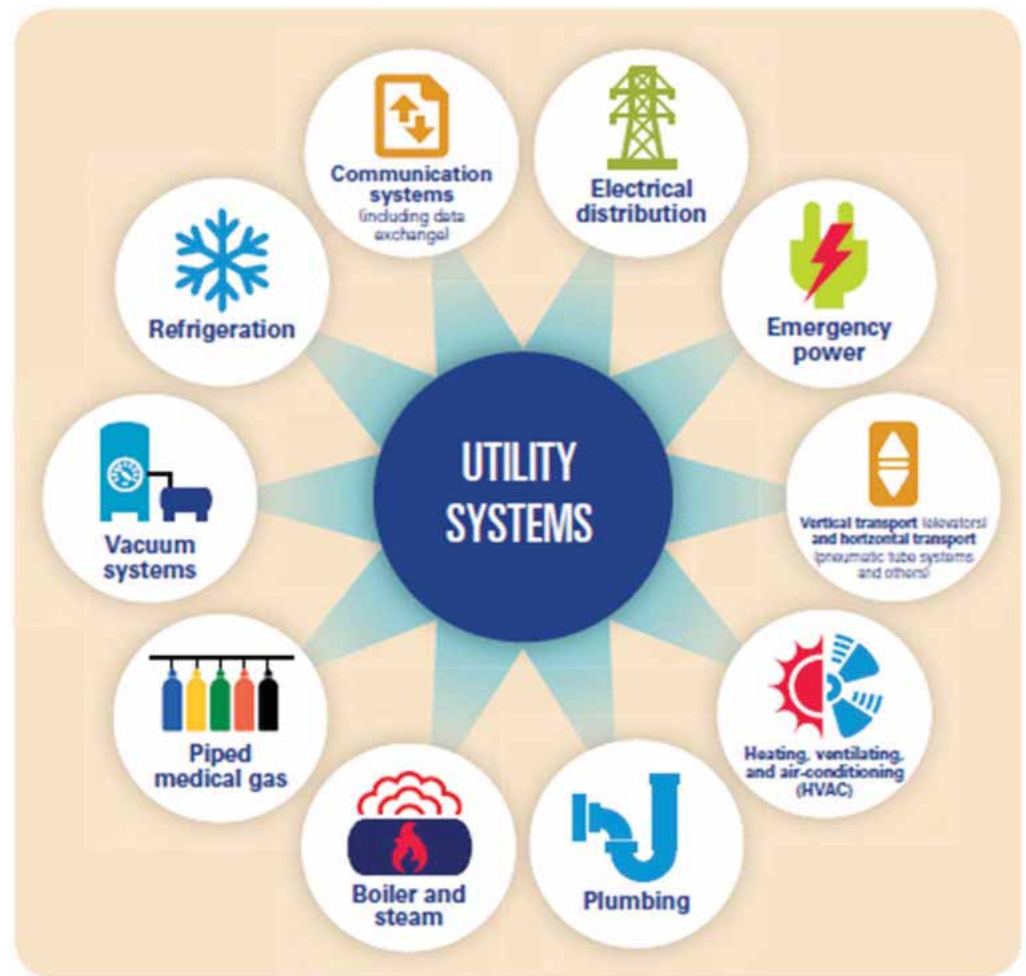 UTILITY
SYSTEMS
Communication
systems
(including data
exchange)
Electrical
distribution
Emergency
power
Vertical transport (elevators)
and horizontal transport
(pneumatic tube systems
and others)
Heating, ventilating,
and air-conditioning
(HVAC)
Plumbing
Boiler and
steam
Piped
medical gas
Vacuum
systems
Refrigeration